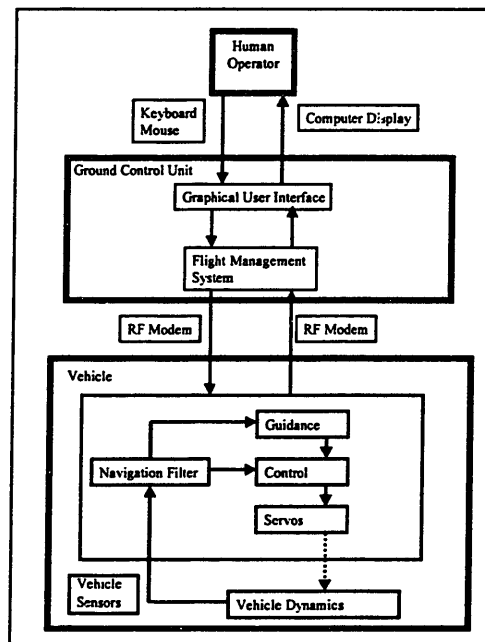 Human
Operator
Keyboard
Mouse
Computer Display
Ground Control Unit
Graphical User Interface
Flight Management
System
RF Modem
RF Modem
Vehicle
Guidance
Navigation Filter
Control
Servos
Vehicle
Sensors
Vehicle Dynamics